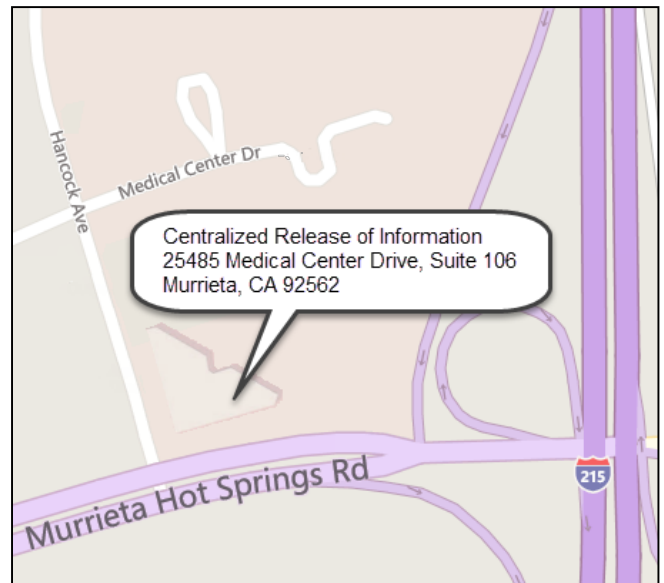 Hancock Ave
Medical Center Dr
Centralized Release of Information
25485 Medical Center Drive, Suite 106
Murrieta, CA 92562
Murrieta Hot Springs Rd
215